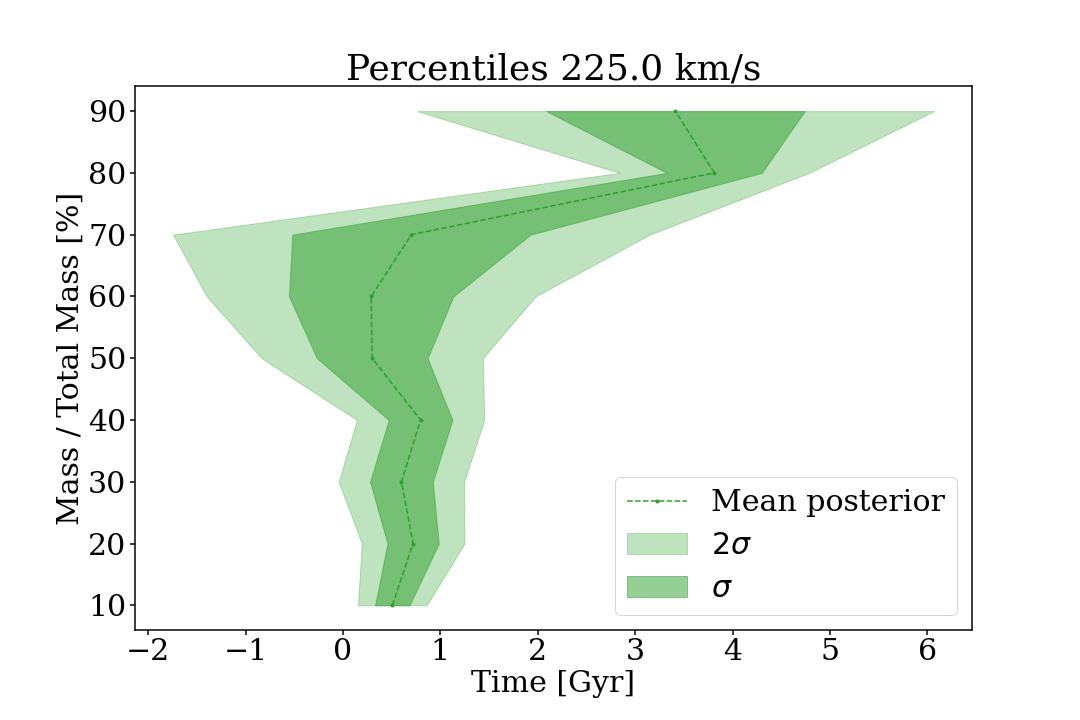 Percentiles 225.0 km/s
Mass / Total Mass [%]
90
80
70
60
50
40
30
20
10
Mean posterior
2σ
σ
−2 −1 0 1 2 3 4 5 6
Time [Gyr]